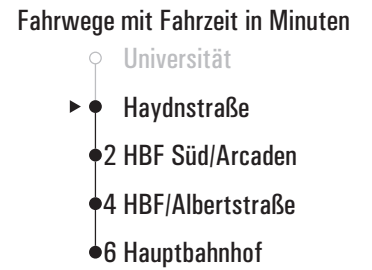 Fahrwege mit Fahrzeit in Minuten
Universität
Haydnstraße
2 HBF Süd/Arcaden
4 HBF/Albertstraße
6 Hauptbahnhof